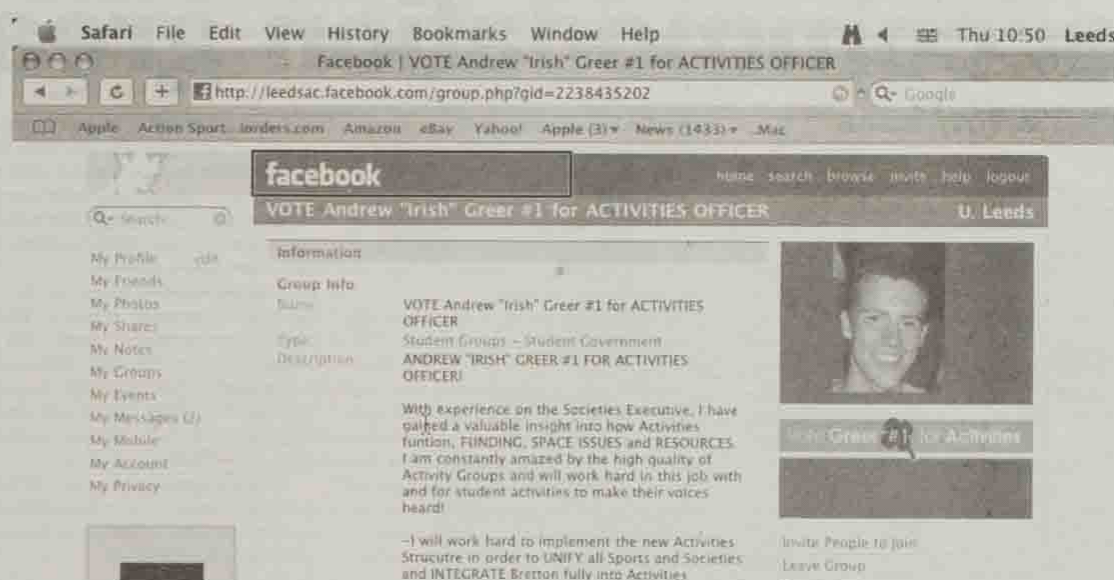 Safari File Edit View History Bookmarks Window Help Thu 10:50 Leeds
Facebook | VOTE Andrew "Irish" Greer #1 for ACTIVITIES OFFICER
http://leedsac.facebook.com/group.php?gid=2238435202 Q- Google
Apple Action Sport Amazon eBay Yahoo! Apple (3) News (1433) .Mac
facebook home search browse invite help logout
VOTE Andrew "Irish" Greer #1 for ACTIVITIES OFFICER U. Leeds
Search
My Profile edit
My Friends
My Photos
My Shares
My Notes
My Groups
My Events
My Messages (2)
My Mobile
My Account
My Privacy
Information
Group Info
Name VOTE Andrew "Irish" Greer #1 for ACTIVITIES
OFFICER
Type Student Groups - Student Government
Description ANDREW "IRISH" GREER #1 FOR ACTIVITIES
OFFICER!
With experience on the Societies Executive, I have
gained a valuable insight into how Activities
funtion, FUNDING, SPACE ISSUES and RESOURCES.
I am constantly amazed by the high quality of
Activity Groups and will work hard in this job with
and for student activities to make their voices
heard!
-I will work hard to implement the new Activities
Strucutre in order to UNIFY all Sports and Societies
and INTEGRATE Bretton fully into Activities
Vote Greer #1 for Activities
Invite People to Join
Leave Group